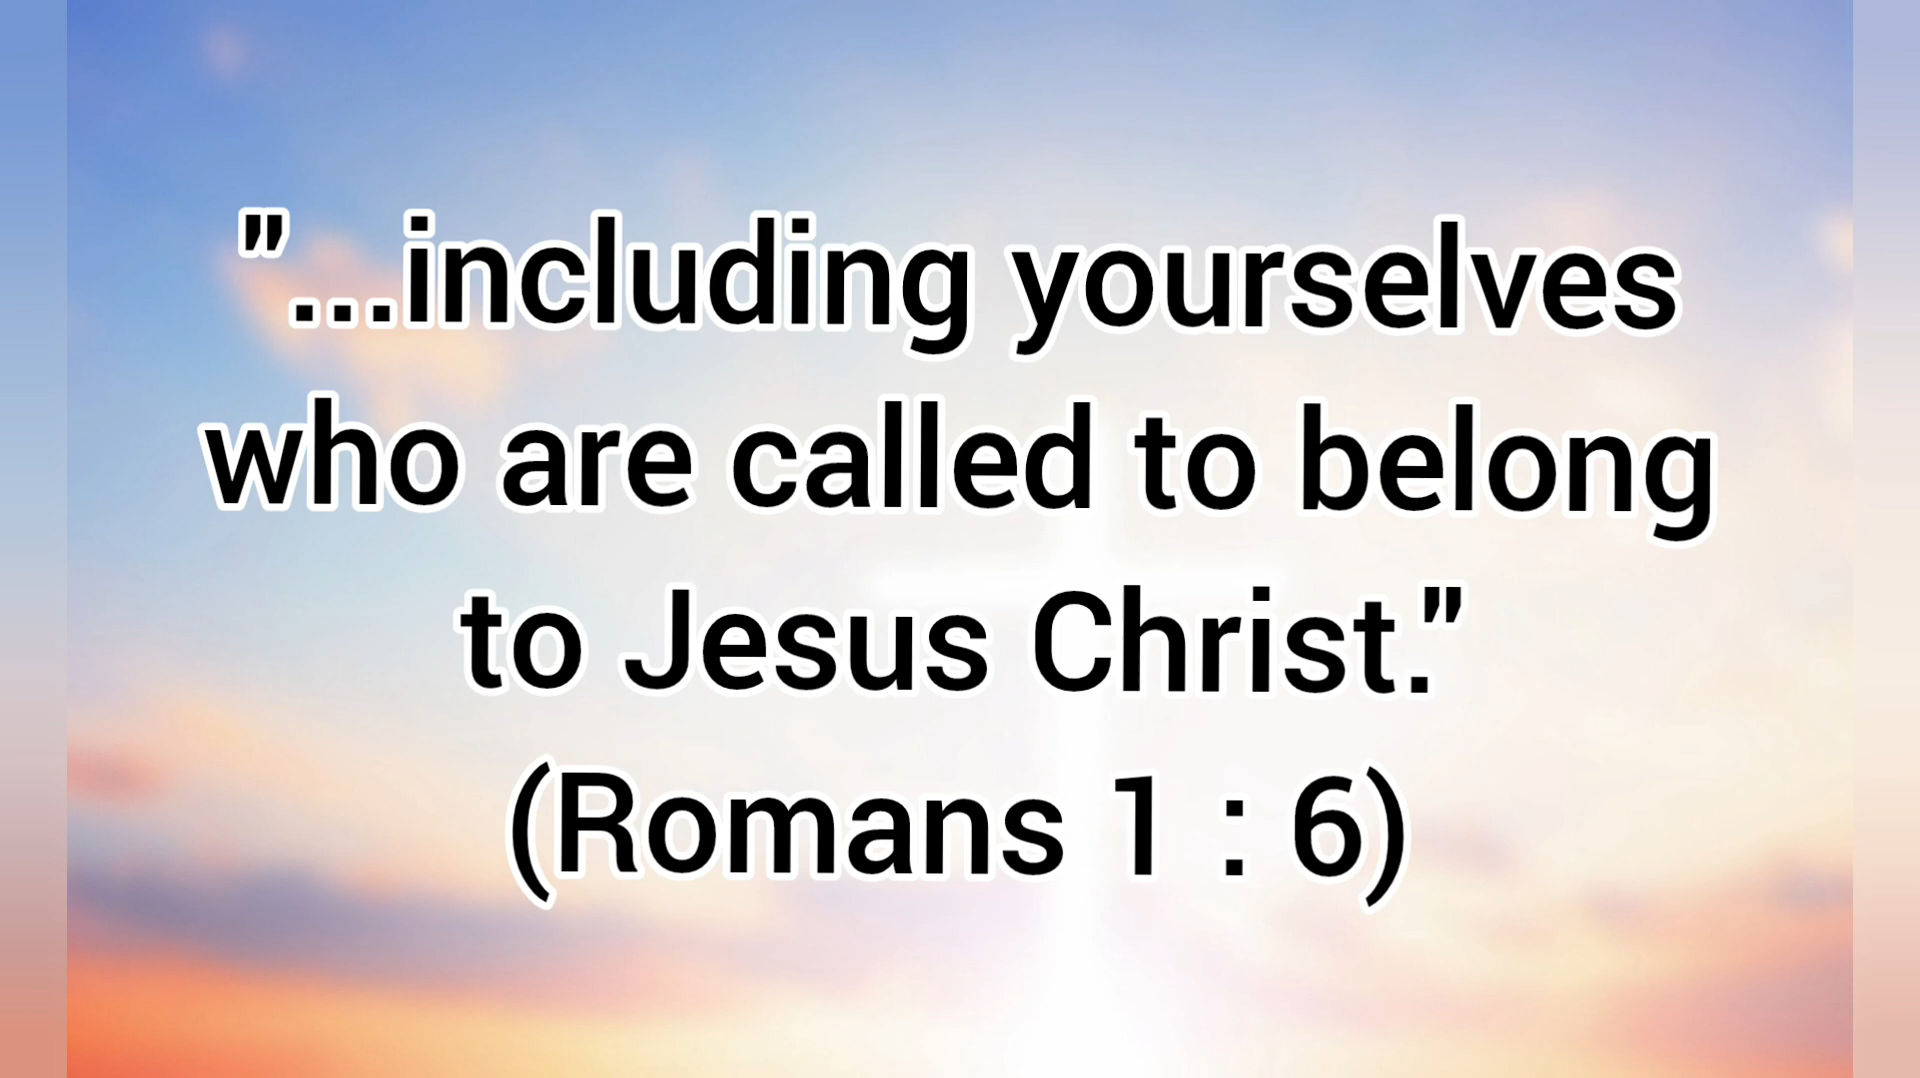 "...including yourselves
who are called to belong
to Jesus Christ."
(Romans 1 : 6)